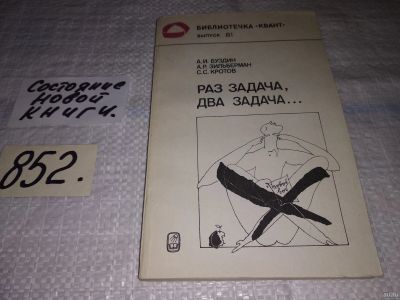 БИБЛИОТЕЧКА «КВАНТ»
ВЫПУСК 81
А.И. БУЗДИН
А.Р. ЗИЛЬБЕРМАН
С.С. КРОТОВ
РАЗ ЗАДАЧА,
ДВА ЗАДАЧА...
Состояние
Новой
книги.
852.